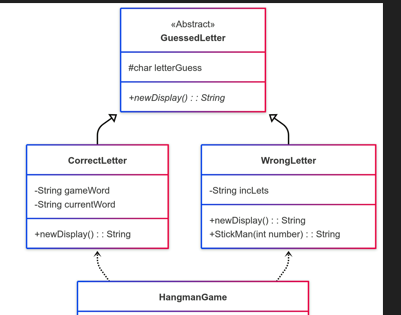 «Abstract»
GuessedLetter
#char letterGuess
+newDisplay() : : String
CorrectLetter
-String gameWord
-String currentWord
+newDisplay() : : String
WrongLetter
-String incLets
+newDisplay() : : String
+StickMan(int number) : : String
HangmanGame